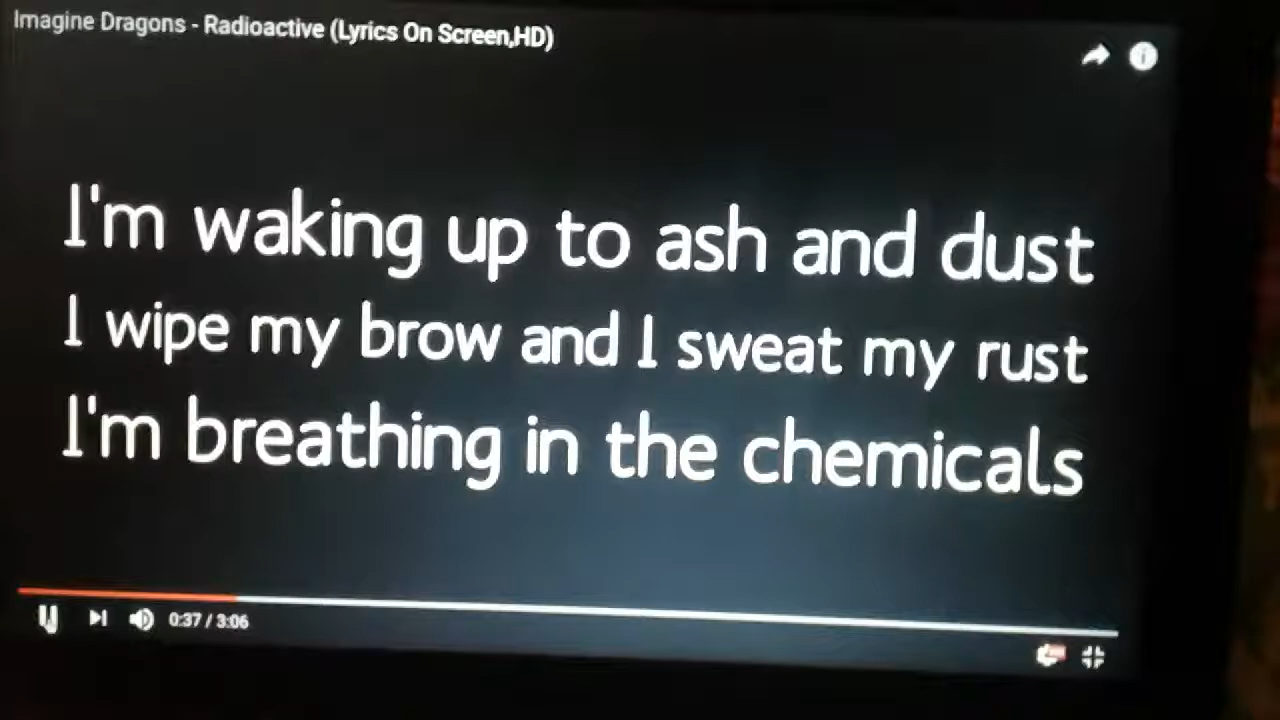 Imagine Dragons - Radioactive (Lyrics On Screen,HD)
I'm waking up to ash and dust
I wipe my brow and I sweat my rust
I'm breathing in the chemicals
0:37 / 3:06